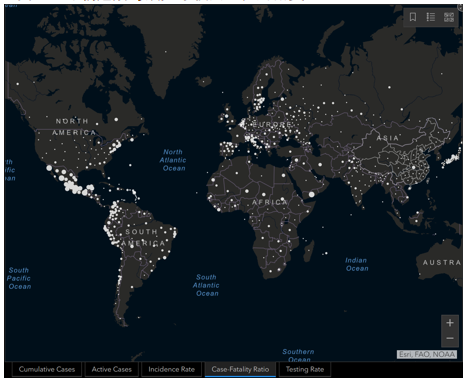 NORTH
AMERICA
EUROPE
ASIA
North
Atlantic
Ocean
AFRICA
SOUTH
AMERICA
AUSTRA
South
Pacific
Ocean
South
Atlantic
Ocean
Indian
Ocean
Southern
Ocean
+
−
Esri, FAO, NOAA
Cumulative Cases
Active Cases
Incidence Rate
Case-Fatality Ratio
Testing Rate